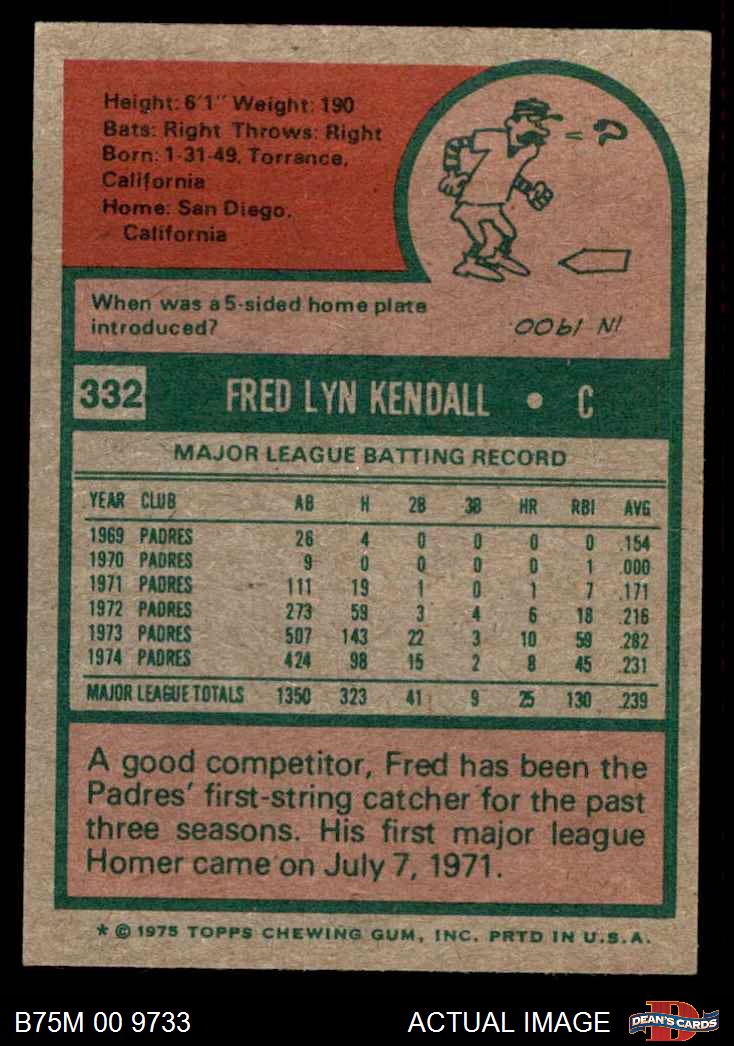 Height: 6'1" Weight: 190
Bats: Right Throws: Right
Born: 1-31-49, Torrance,
California
Home: San Diego,
California
When was a 5-sided home plate
introduced?
IN 1900
332 FRED LYN KENDALL • C
MAJOR LEAGUE BATTING RECORD
YEAR CLUB AB H 2B 3B HR RBI AVG
1969 PADRES 26 4 0 0 0 0 .154
1970 PADRES 9 0 0 0 0 1 .000
1971 PADRES 111 19 1 0 1 7 .171
1972 PADRES 273 59 3 4 6 18 .216
1973 PADRES 507 143 22 3 10 59 .282
1974 PADRES 424 98 15 2 8 45 .231
MAJOR LEAGUE TOTALS 1350 323 41 9 25 130 .239
A good competitor, Fred has been the
Padres' first-string catcher for the past
three seasons. His first major league
Homer came on July 7, 1971.
* © 1975 TOPPS CHEWING GUM, INC. PRTD IN U.S.A.
B75M 00 9733 ACTUAL IMAGE
D
DEAN'S CARDS